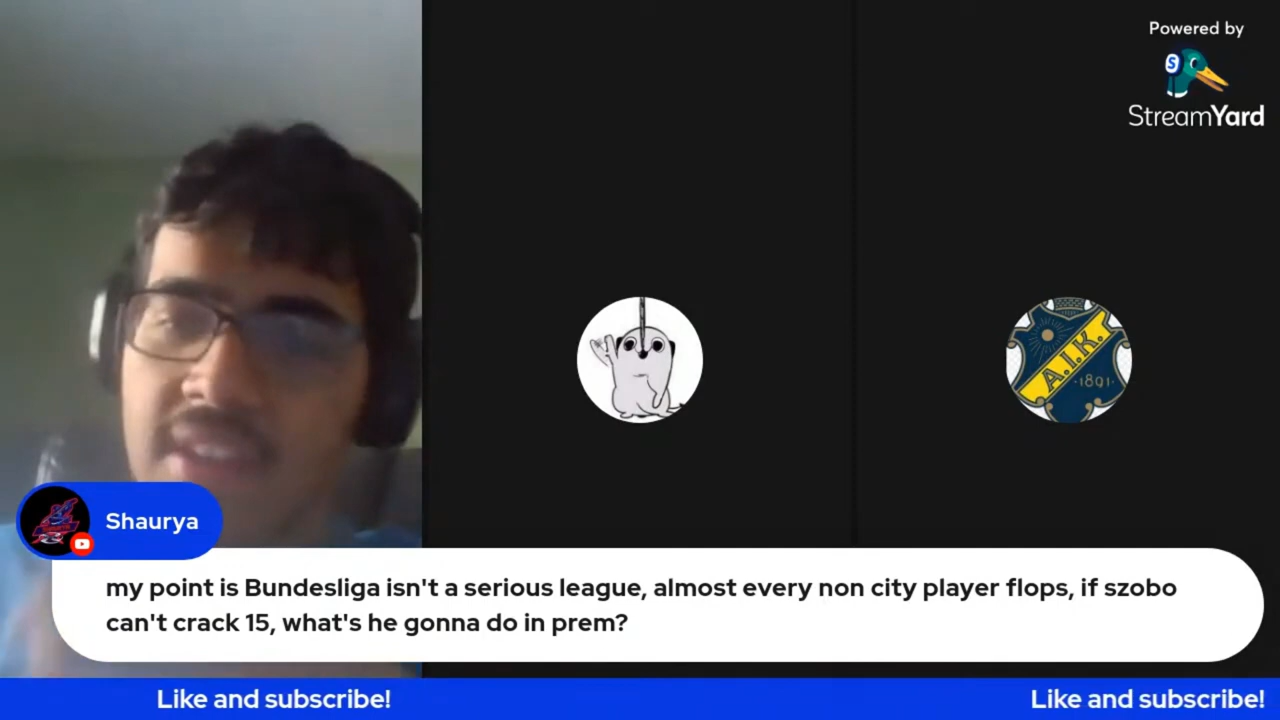 Powered by
StreamYard
A.I.K.
·1891·
Shaurya
my point is Bundesliga isn't a serious league, almost every non city player flops, if szobo
can't crack 15, what's he gonna do in prem?
Like and subscribe!
Like and subscribe!